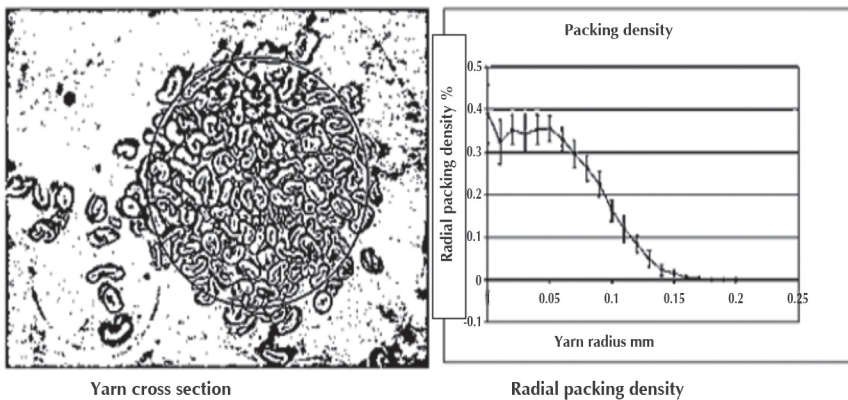 Packing density
Radial packing density %
0.5
0.4
0.3
0.2
0.1
0
-0.1
0.05
0.1
0.15
0.2
0.25
Yarn radius mm
Yarn cross section
Radial packing density